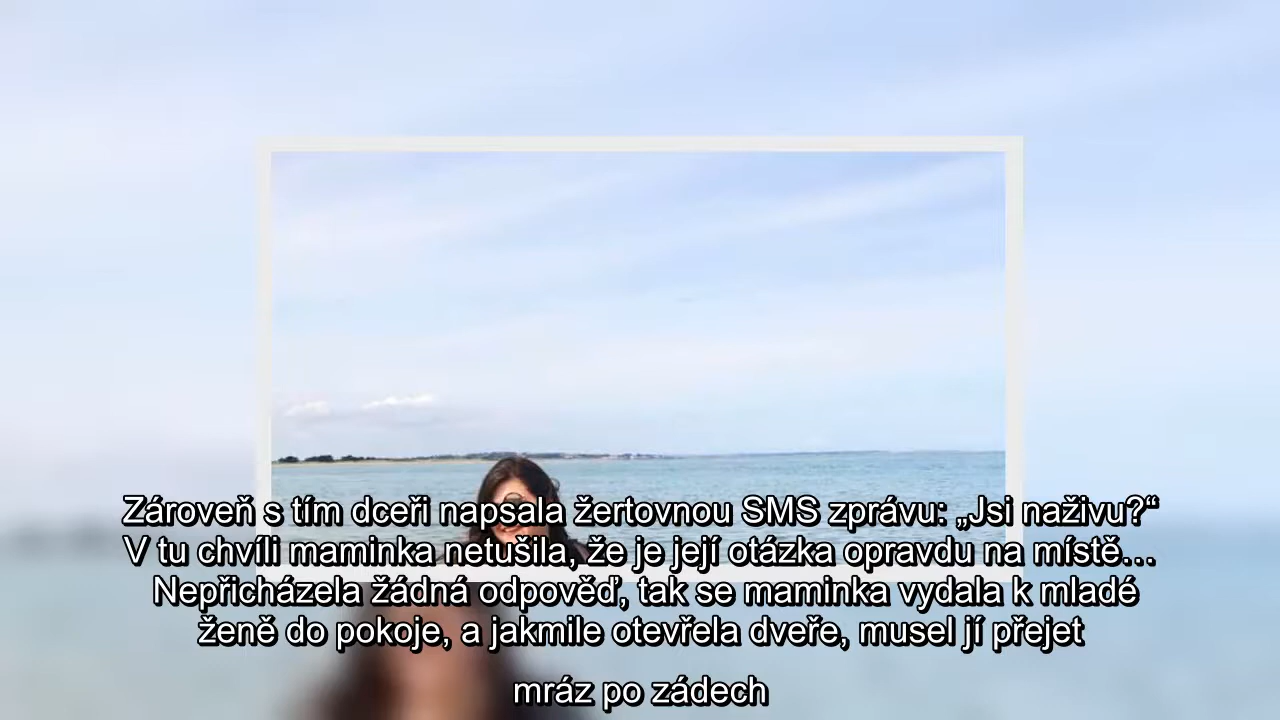 Zároveň s tím dceři napsala žertovnou SMS zprávu: „Jsi naživu?“
V tu chvíli maminka netušila, že je její otázka opravdu na místě…
Nepřicházela žádná odpověď, tak se maminka vydala k mladé
ženě do pokoje, a jakmile otevřela dveře, musel jí přejet
mráz po zádech